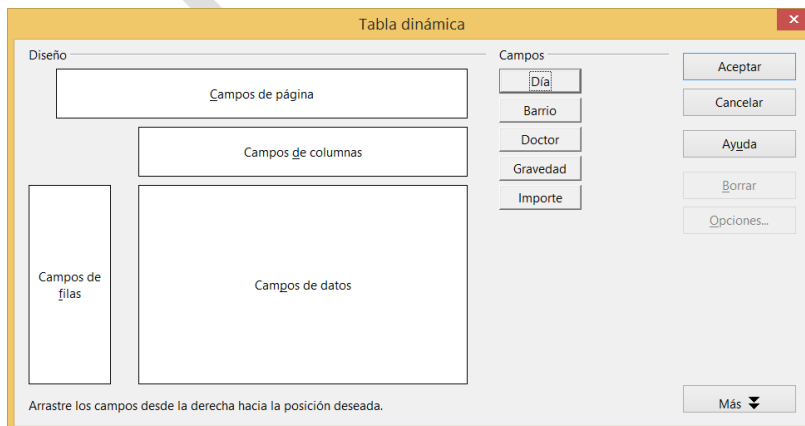 Tabla dinámica
Diseño
Campos de página
Campos de columnas
Campos de
filas
Campos de datos
Arrastre los campos desde la derecha hacia la posición deseada.
Campos
Día
Barrio
Doctor
Gravedad
Importe
Aceptar
Cancelar
Ayuda
Borrar
Opciones...
Más